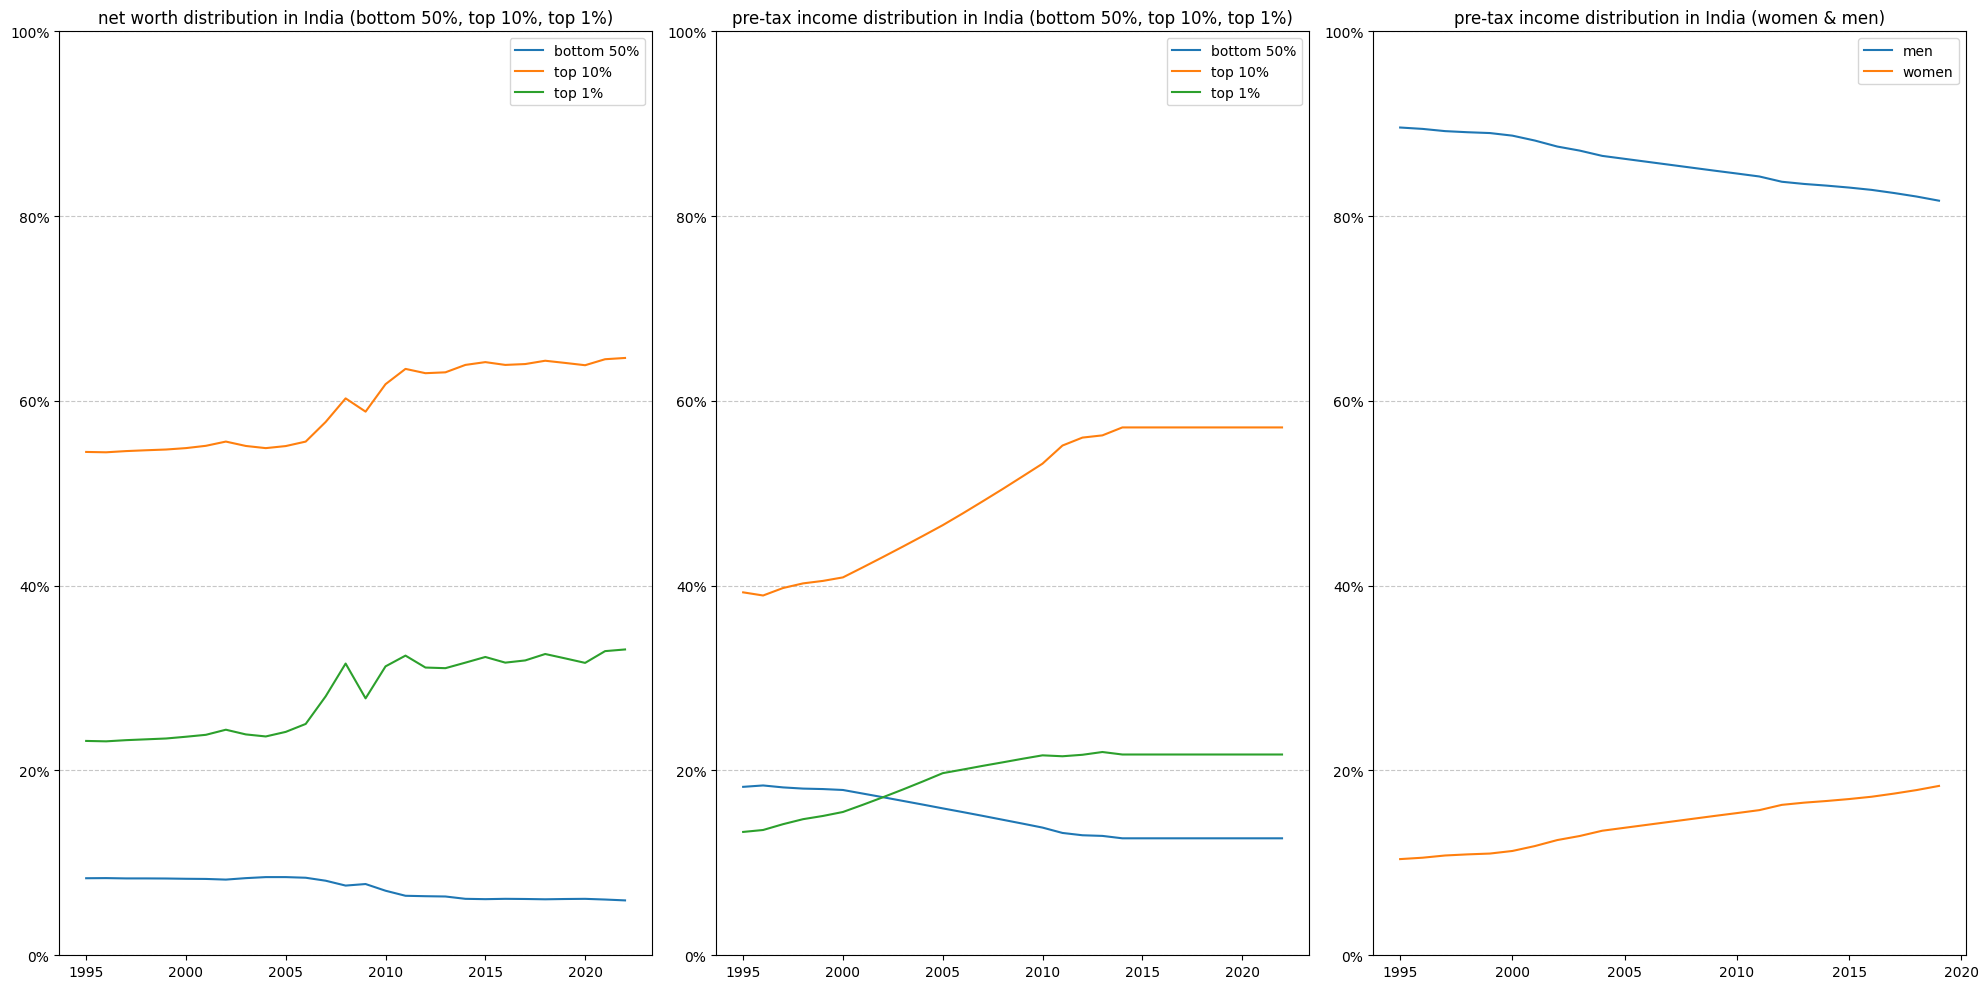 net worth distribution in India (bottom 50%, top 10%, top 1%)
100%
80%
60%
40%
20%
0%
1995 2000 2005 2010 2015 2020
bottom 50%
top 10%
top 1%
pre-tax income distribution in India (bottom 50%, top 10%, top 1%)
100%
80%
60%
40%
20%
0%
1995 2000 2005 2010 2015 2020
bottom 50%
top 10%
top 1%
pre-tax income distribution in India (women & men)
100%
80%
60%
40%
20%
0%
1995 2000 2005 2010 2015 2020
men
women